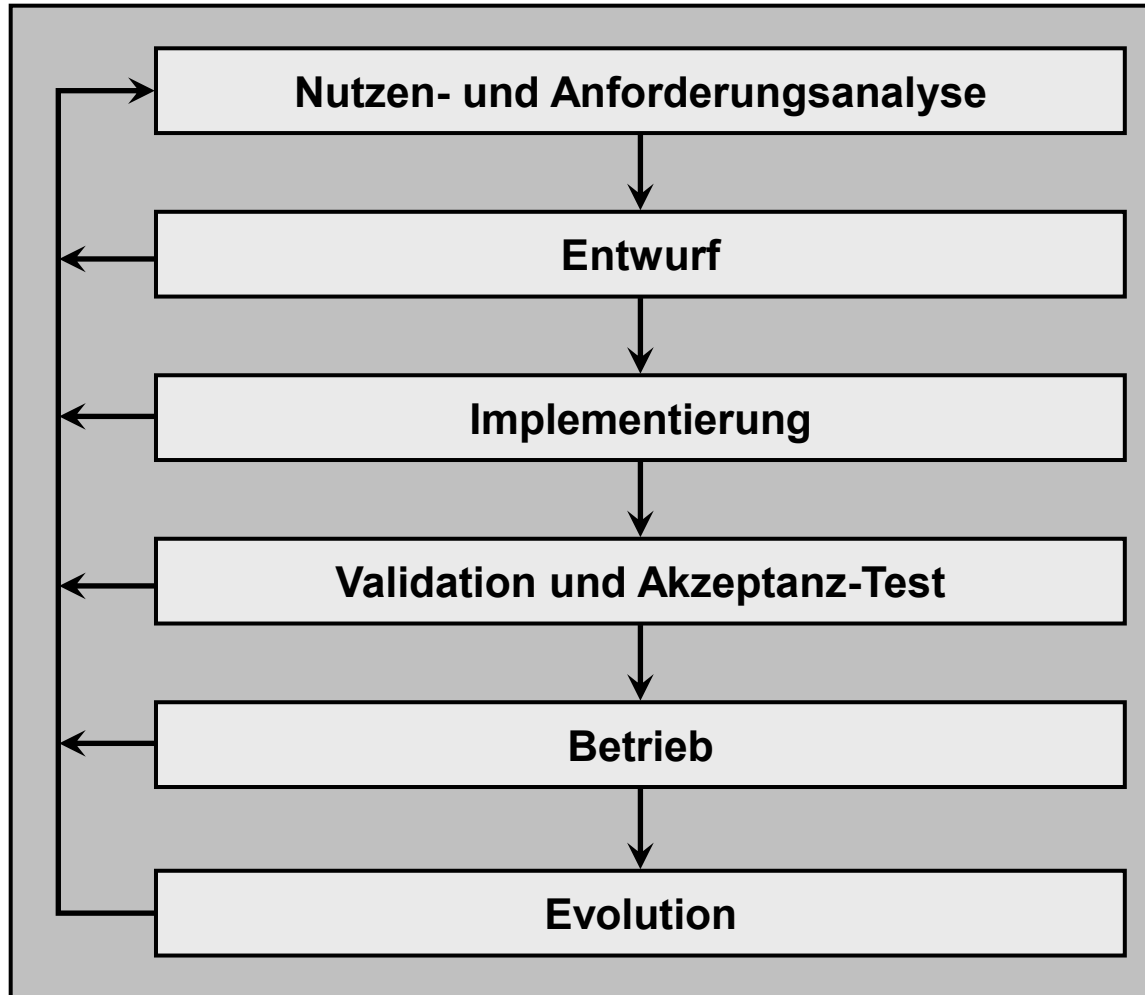 Nutzen- und Anforderungsanalyse
Entwurf
Implementierung
Validation und Akzeptanz-Test
Betrieb
Evolution